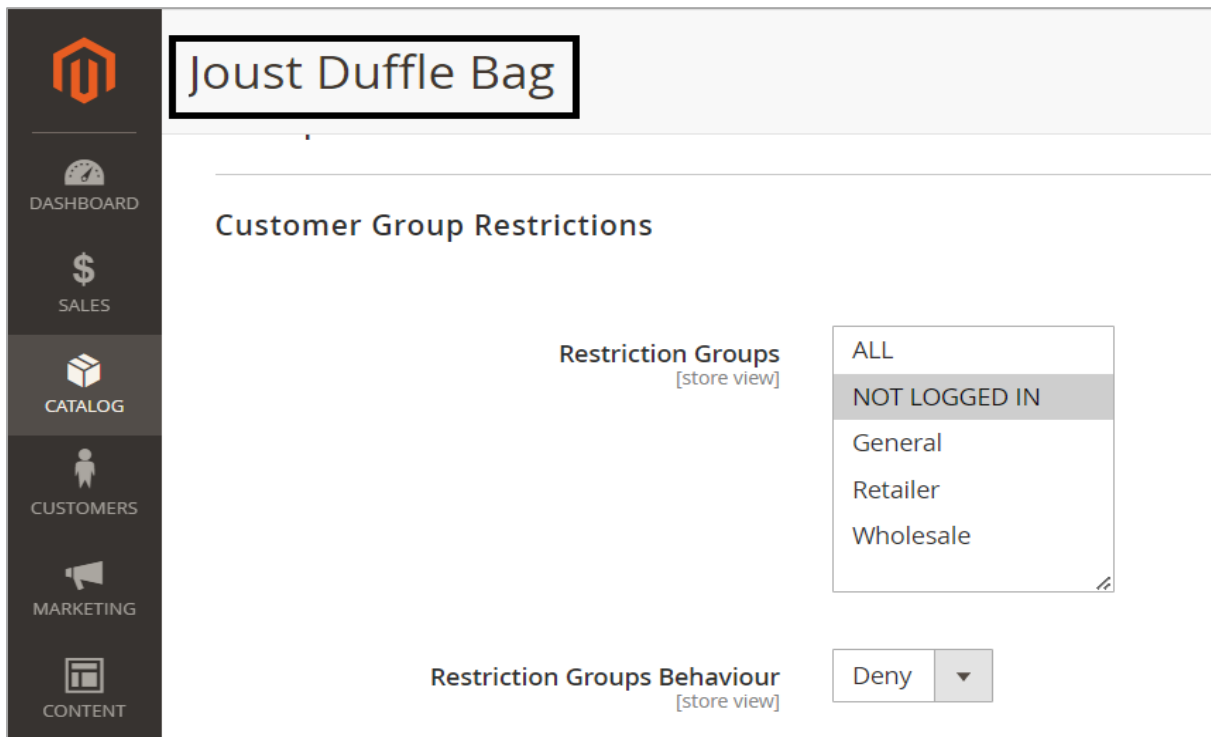 Joust Duffle Bag
DASHBOARD
SALES
CATALOG
CUSTOMERS
MARKETING
CONTENT
Customer Group Restrictions
Restriction Groups
[store view]
ALL
NOT LOGGED IN
General
Retailer
Wholesale
Restriction Groups Behaviour
[store view]
Deny